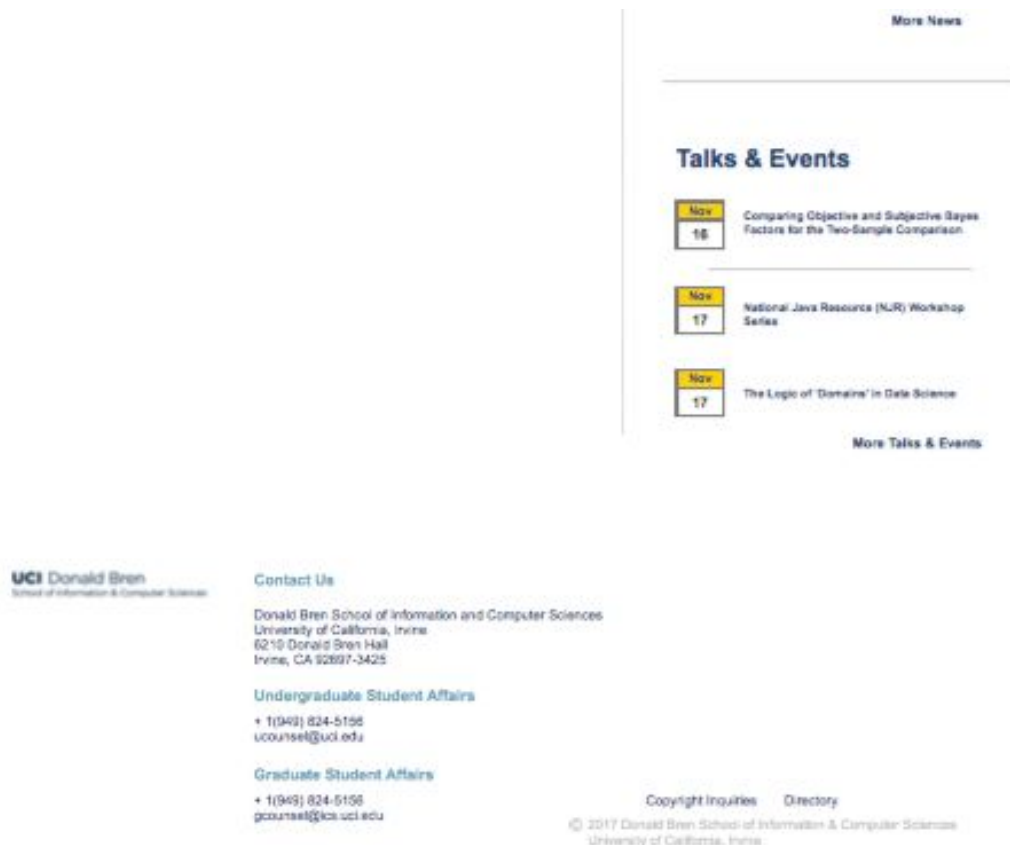 More News
Talks & Events
Nov
16
Comparing Objective and Subjective Bayes
Factors for the Two-Sample Comparison
Nov
17
National Java Resource (NJR) Workshop
Series
Nov
17
The Logic of 'Domains' in Data Science
More Talks & Events
UCI Donald Bren
School of Information & Computer Sciences
Contact Us
Donald Bren School of Information and Computer Sciences
University of California, Irvine
6210 Donald Bren Hall
Irvine, CA 92697-3425
Undergraduate Student Affairs
+ 1(949) 824-5156
ucounsel@uci.edu
Graduate Student Affairs
+ 1(949) 824-5156
gcounsel@ics.uci.edu
Copyright Inquiries Directory
© 2017 Donald Bren School of Information & Computer Sciences
University of California, Irvine